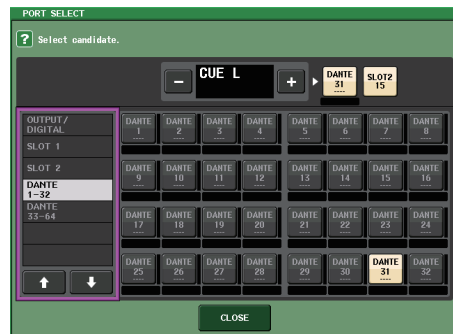 PORT SELECT
? Select candidate.
− CUE L + DANTE 31 ---- SLOT2 15
OUTPUT/
DIGITAL
SLOT 1
SLOT 2
DANTE
1-32
DANTE
33-64
DANTE 1 ---- DANTE 2 ---- DANTE 3 ---- DANTE 4 ---- DANTE 5 ---- DANTE 6 ---- DANTE 7 ---- DANTE 8 ----
DANTE 9 ---- DANTE 10 ---- DANTE 11 ---- DANTE 12 ---- DANTE 13 ---- DANTE 14 ---- DANTE 15 ---- DANTE 16 ----
DANTE 17 ---- DANTE 18 ---- DANTE 19 ---- DANTE 20 ---- DANTE 21 ---- DANTE 22 ---- DANTE 23 ---- DANTE 24 ----
DANTE 25 ---- DANTE 26 ---- DANTE 27 ---- DANTE 28 ---- DANTE 29 ---- DANTE 30 ---- DANTE 31 ---- DANTE 32 ----
CLOSE